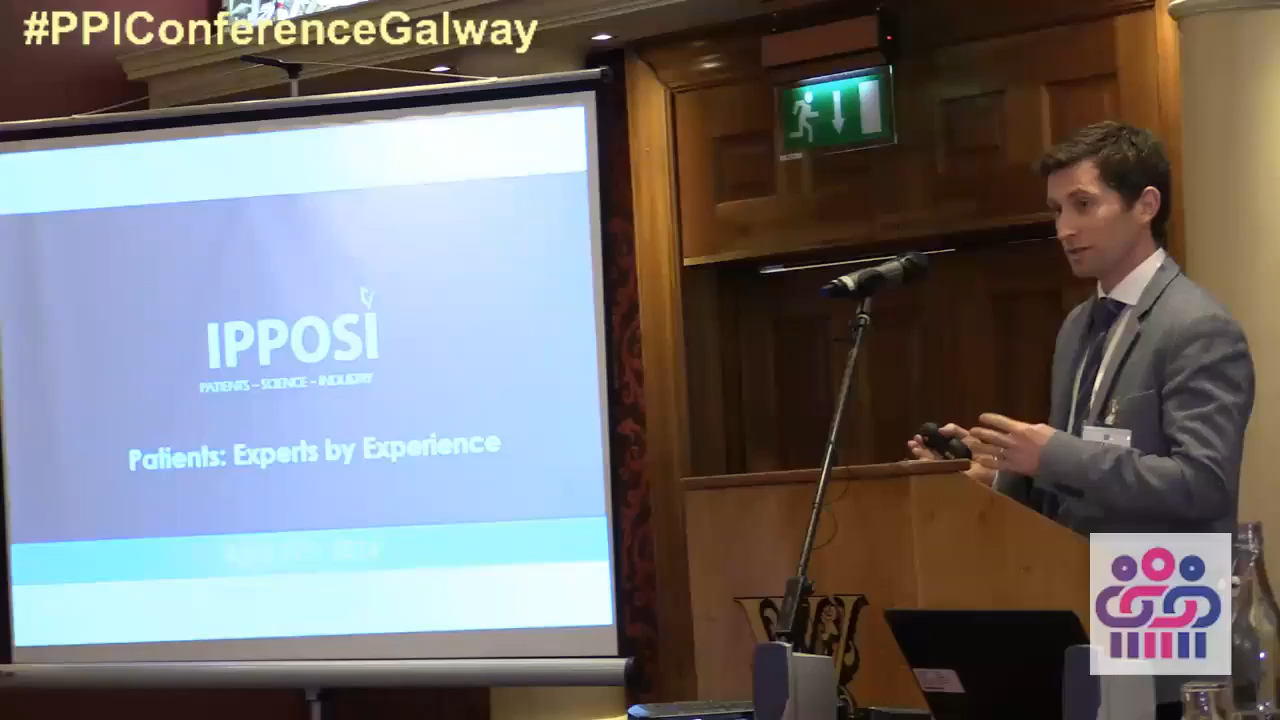 #PPIConferenceGalway
IPPOSI
PATIENTS – SCIENCE – INDUSTRY
Patients: Experts by Experience